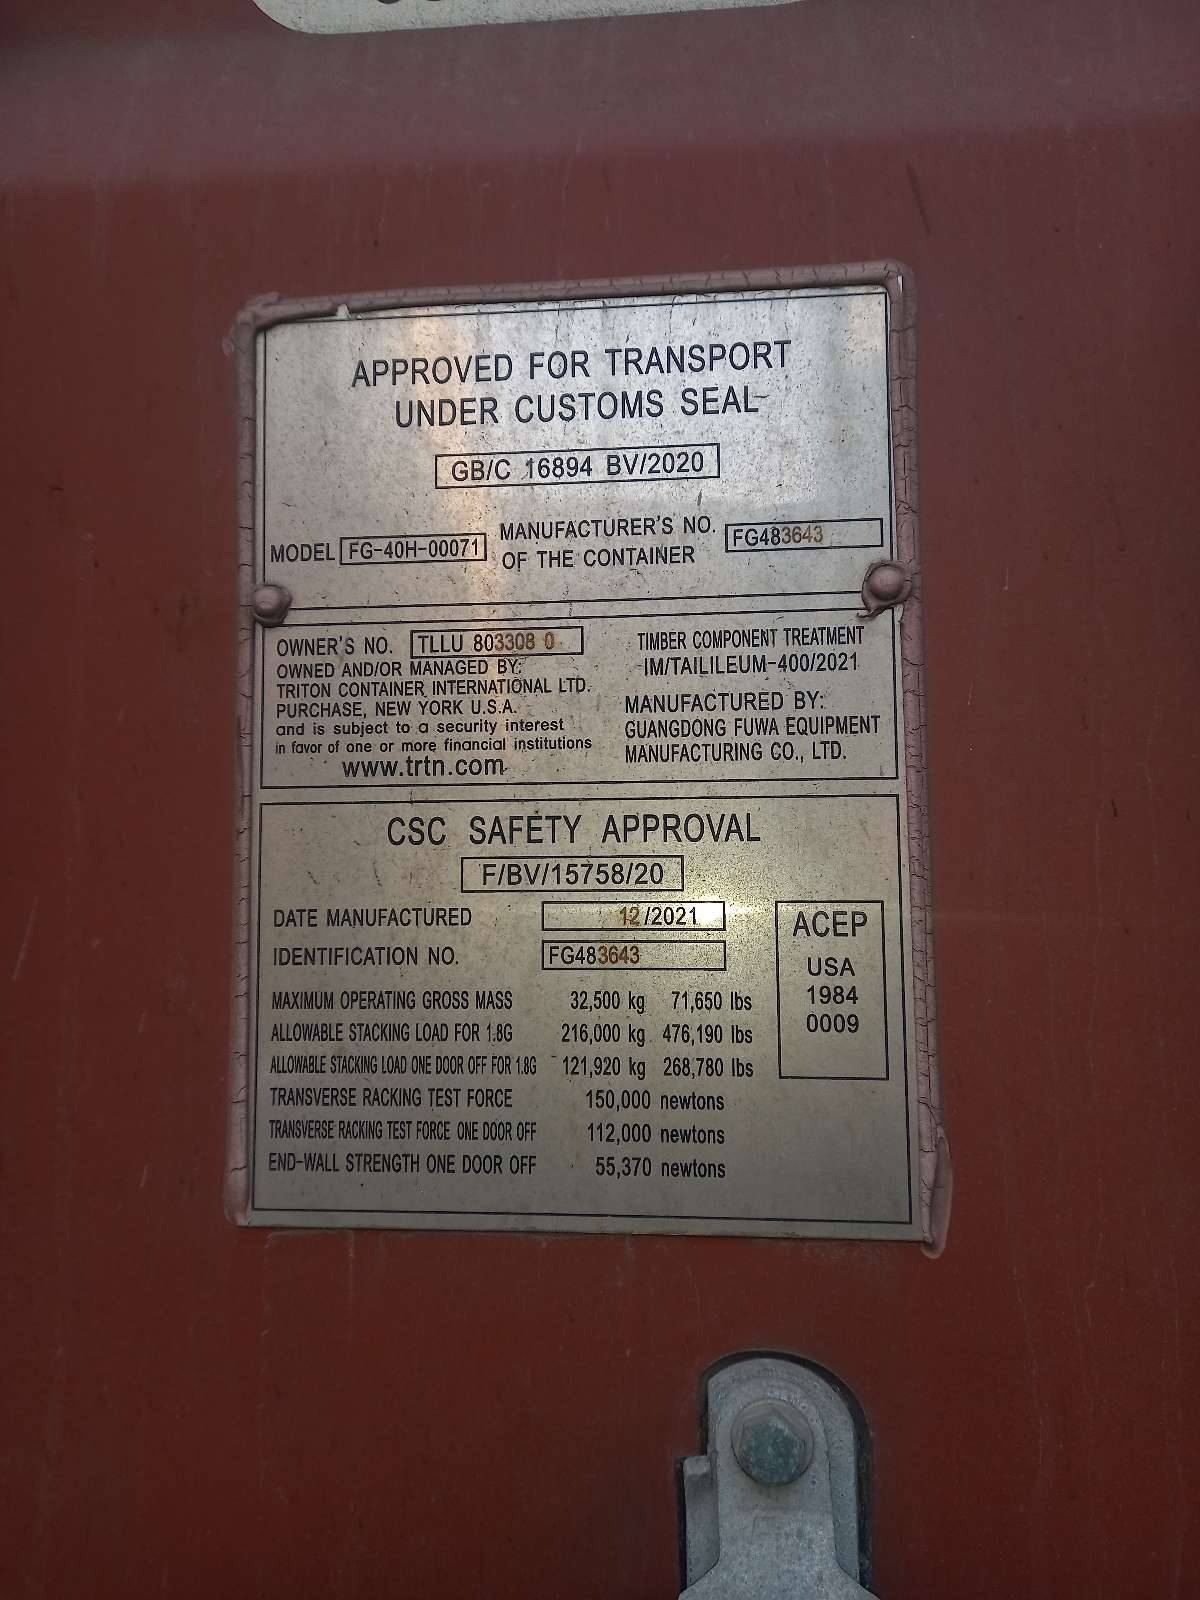 APPROVED FOR TRANSPORT
UNDER CUSTOMS SEAL
GB/C 16894 BV/2020
MODEL FG-40H-00071
MANUFACTURER'S NO.
OF THE CONTAINER
FG483643
OWNER'S NO. TLLU 803308 0
OWNED AND/OR MANAGED BY:
TRITON CONTAINER INTERNATIONAL LTD.
PURCHASE, NEW YORK U.S.A.
and is subject to a security interest
in favor of one or more financial institutions
www.trtn.com
TIMBER COMPONENT TREATMENT
IM/TAILILEUM-400/2021
MANUFACTURED BY:
GUANGDONG FUWA EQUIPMENT
MANUFACTURING CO., LTD.
CSC SAFETY APPROVAL
F/BV/15758/20
DATE MANUFACTURED 12/2021
IDENTIFICATION NO. FG483643
MAXIMUM OPERATING GROSS MASS 32,500 kg 71,650 lbs
ALLOWABLE STACKING LOAD FOR 1.8G 216,000 kg 476,190 lbs
ALLOWABLE STACKING LOAD ONE DOOR OFF FOR 1.8G 121,920 kg 268,780 lbs
TRANSVERSE RACKING TEST FORCE 150,000 newtons
TRANSVERSE RACKING TEST FORCE ONE DOOR OFF 112,000 newtons
END-WALL STRENGTH ONE DOOR OFF 55,370 newtons
ACEP
USA
1984
0009